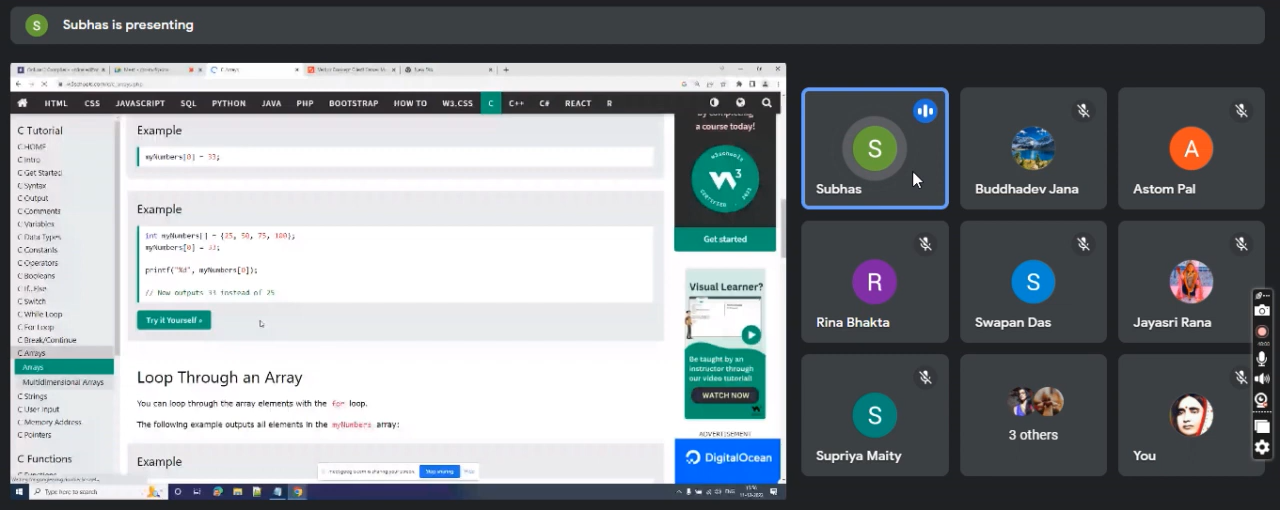 S Subhas is presenting
C Arrays
HTML CSS JAVASCRIPT SQL PYTHON JAVA PHP BOOTSTRAP HOW TO W3.CSS C C++ C# REACT R
C Tutorial
C HOME
C Intro
C Get Started
C Syntax
C Output
C Comments
C Variables
C Data Types
C Constants
C Operators
C Booleans
C If...Else
C Switch
C While Loop
C For Loop
C Break/Continue
C Arrays
Arrays
Multidimensional Arrays
C Strings
C User Input
C Memory Address
C Pointers
C Functions
Example
myNumbers[0] = 33;
Example
int myNumbers[] = {25, 50, 75, 100};
myNumbers[0] = 33;
printf("%d", myNumbers[0]);
// Now outputs 33 instead of 25
Try it Yourself »
Loop Through an Array
You can loop through the array elements with the for loop.
The following example outputs all elements in the myNumbers array:
Example
a course today!
Get started
Visual Learner?
Be taught by an
instructor through
our video tutorial!
WATCH NOW
ADVERTISEMENT
DigitalOcean
Stop sharing
Type here to search
S
Subhas
Buddhadev Jana
A
Astom Pal
R
Rina Bhakta
S
Swapan Das
Jayasri Rana
S
Supriya Maity
3 others
You